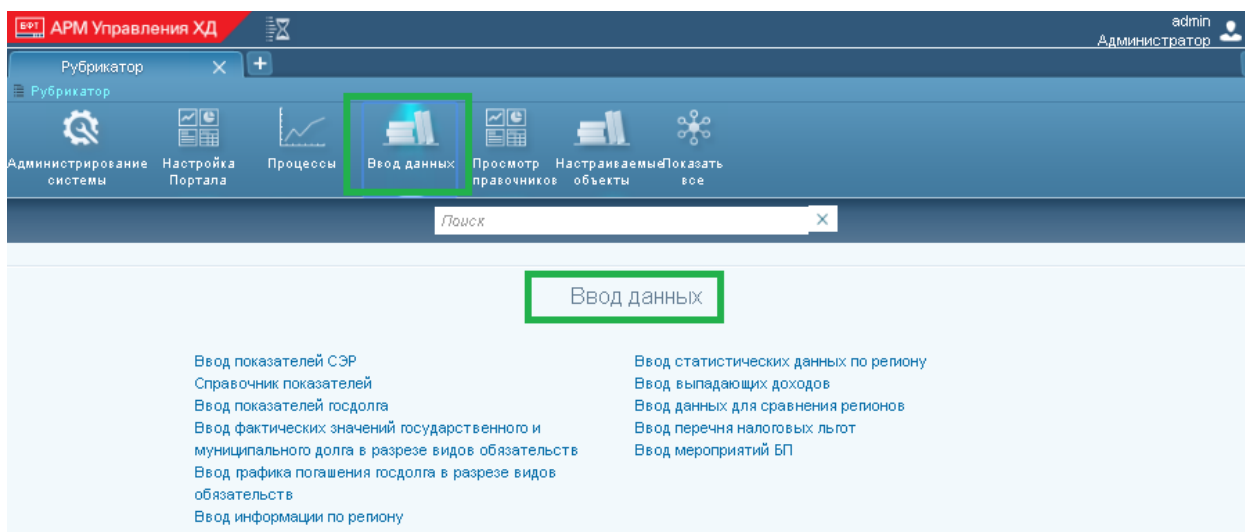 БФТ АРМ Управления ХД
admin
Администратор
Рубрикатор
Рубрикатор
Администрирование системы
Настройка Портала
Процессы
Ввод данных
Просмотр правочников
Настраиваемые объекты
Показать все
Поиск
Ввод данных
Ввод показателей СЭР
Справочник показателей
Ввод показателей госдолга
Ввод фактических значений государственного и
муниципального долга в разрезе видов обязательств
Ввод графика погашения госдолга в разрезе видов
обязательств
Ввод информации по региону
Ввод статистических данных по региону
Ввод выпадающих доходов
Ввод данных для сравнения регионов
Ввод перечня налоговых льгот
Ввод мероприятий БП